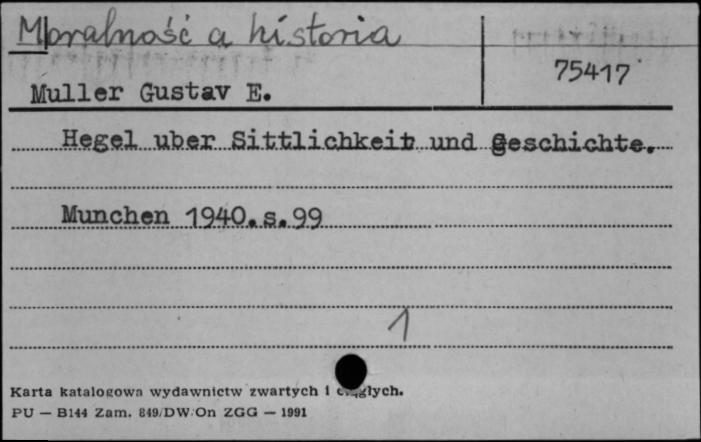 Moralność a historia
75417
Muller Gustav E.
Hegel uber Sittlichkeit und Geschichte.
Munchen 1940.s.99
1
Karta katalogowa wydawnictw zwartych i ciągłych.
PU — B144 Zam. 849/DW/On ZGG — 1991